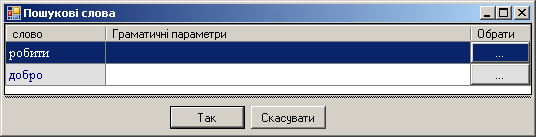 Пошукові слова
слово Граматичні параметри Обрати
робити ...
добро ...
Так Скасувати